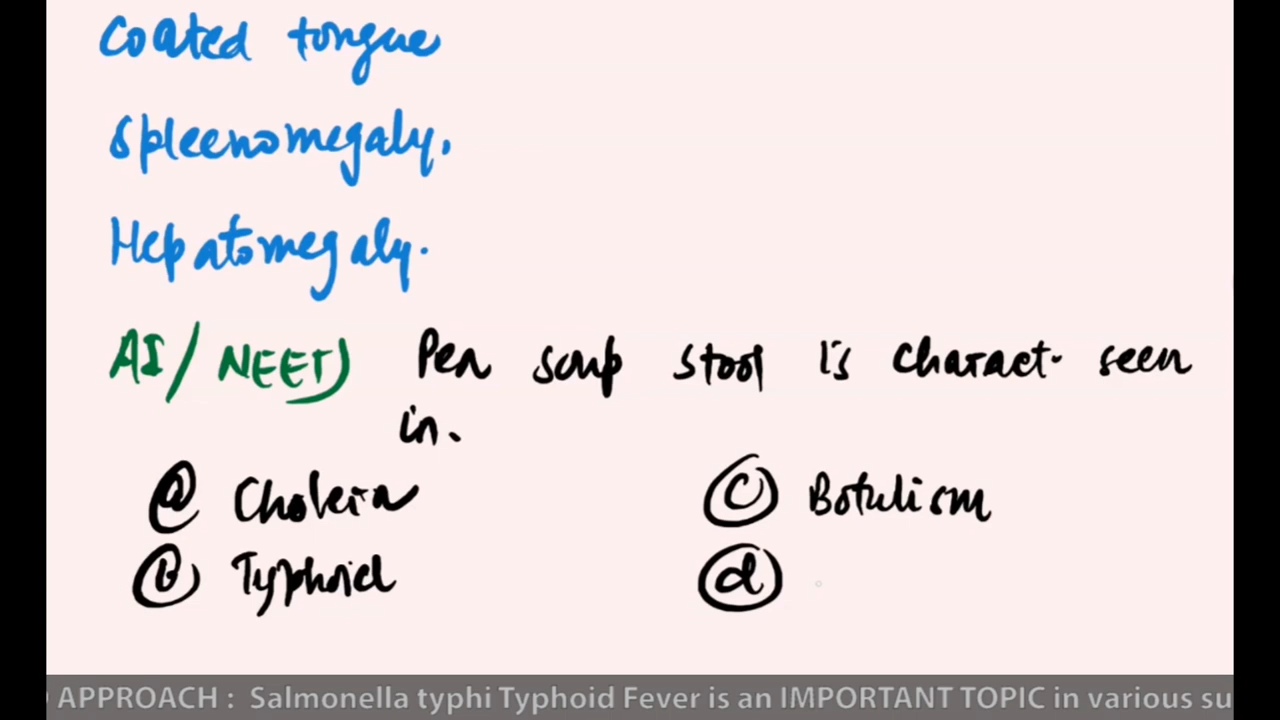 Coated tongue
Spleenomegaly.
Hepatomegaly.
AI/NEET) Pea soup stool is charact. seen
in.
(a) Cholera
(c) Botulism
(b) Typhoid
(d)
APPROACH : Salmonella typhi Typhoid Fever is an IMPORTANT TOPIC in various su